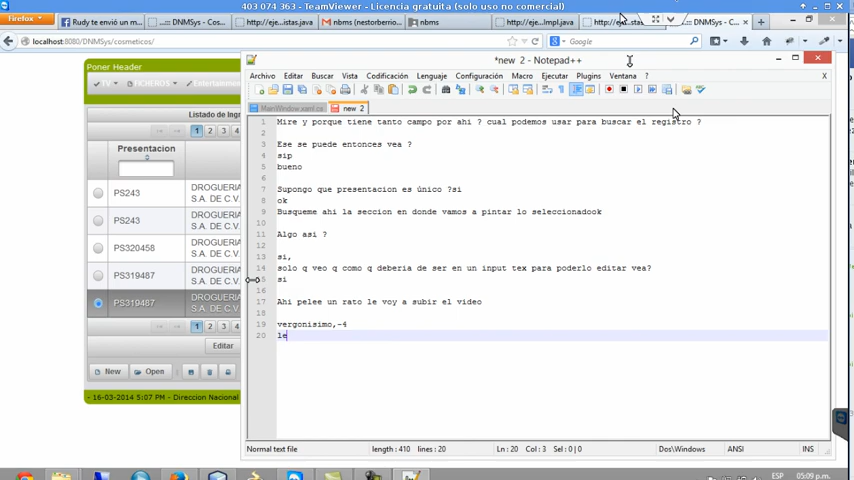 403 074 363 - TeamViewer - Licencia gratuita (solo uso no comercial)
Firefox
Rudy te envió un m
..:: DNMSys ::..
http://eje...istas.java
nbms (nestorberrio
nbms
http://eje...Impl.java
http://eje...stas
..:: DNMSys ::..
localhost:8080/DNMSys/cosmeticos/
Google
Poner Header
TV
FICHEROS
Entertainment
Listado de Ingr
1 2 3 4
Presentacion
PS243
DROGUERIA
S.A. DE C.V.
PS243
DROGUERIA
S.A. DE C.V.
PS320458
DROGUERIA
S.A. DE C.V.
PS319487
DROGUERIA
S.A. DE C.V.
PS319487
DROGUERIA
S.A. DE C.V.
1 2 3 4
Editar
New
Open
- 16-03-2014 5:07 PM - Direccion Nacional
*new 2 - Notepad++
Archivo Editar Buscar Vista Codificación Lenguaje Configuración Macro Ejecutar Plugins Ventana ?
X
MainWindow.xaml.cs
new 2
1 Mire y porque tiene tanto campo por ahi ? cual podemos usar para buscar el registro ?
2
3 Ese se puede entonces vea ?
4 sip
5 bueno
6
7 Supongo que presentacion es único ?si
8 ok
9 Busqueme ahi la seccion en donde vamos a pintar lo seleccionadook
10
11 Algo asi ?
12
13 si,
14 solo q veo q como q deberia de ser en un input tex para poderlo editar vea?
15 si
16
17 Ahi pelee un rato le voy a subir el video
18
19 vergonisimo,-4
20 le
Normal text file
length : 410 lines : 20
Ln : 20 Col : 3 Sel : 0 | 0
Dos\Windows
ANSI
INS
ESP
05:09 p.m.